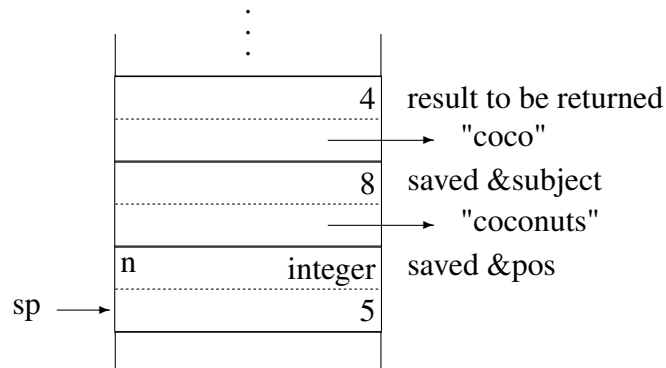 4 result to be returned
"coco"
8 saved &subject
"coconuts"
n integer saved &pos
sp 5